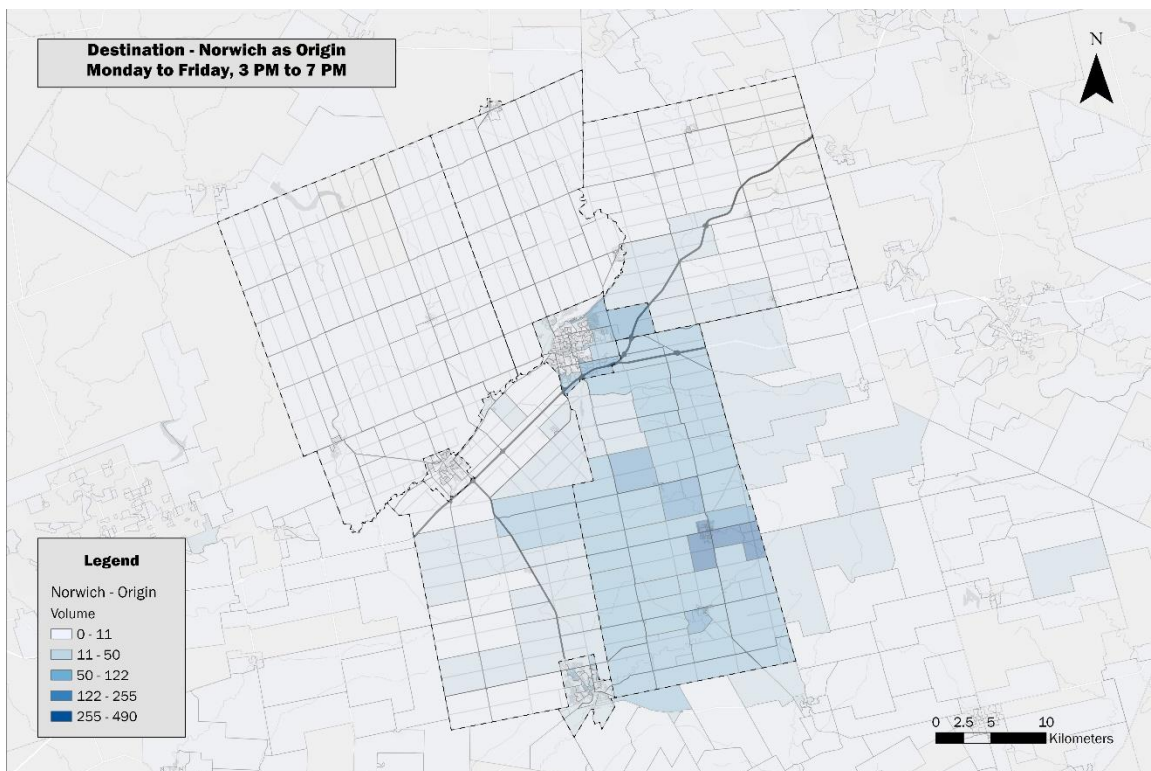 Destination - Norwich as Origin
Monday to Friday, 3 PM to 7 PM
N
Legend
Norwich - Origin
Volume
0 - 11
11 - 50
50 - 122
122 - 255
255 - 490
0 2.5 5 10
Kilometers